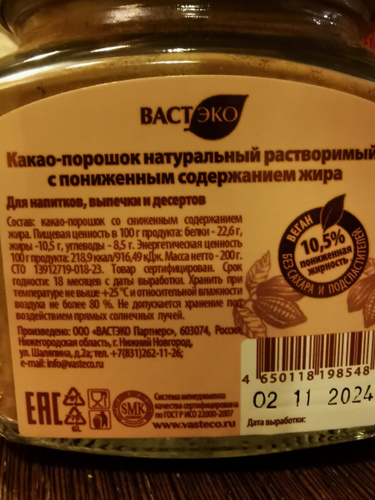 ВАСТЭКО
Какао-порошок натуральный растворимый
с пониженным содержанием жира
Для напитков, выпечки и десертов
Состав: какао-порошок со сниженным содержанием
жира. Пищевая ценность в 100 г продукта: белки - 22,6 г,
жиры -10,5 г, углеводы - 8,5 г. Энергетическая ценность
100 г продукта: 218,9 ккал/916,49 кДж. Масса нетто - 200 г.
СТО 13912719-018-23. Товар сертифицирован. Срок
годности: 18 месяцев с даты выработки. Хранить при
температуре не выше +25 °С и относительной влажности
воздуха не более 80 %. Не допускается хранение под
воздействием прямых солнечных лучей.
Произведено: ООО «ВАСТЭКО Партнерс», 603074, Россия,
Нижегородская область, г. Нижний Новгород,
ул. Шаляпина, д.2а; тел. +7(831)262-11-26;
e-mail: info@vasteco.ru
ВЕГАН
10,5%
пониженная
жирность
БЕЗ САХАРА И ПОДСЛАСТИТЕЛЕЙ
EAC
SMK
Система менеджмента
качества сертифицирована
по ГОСТ Р ИСО 22000-2007
www.vasteco.ru
4 650118 198548
02 11 2024
Дата выработки: